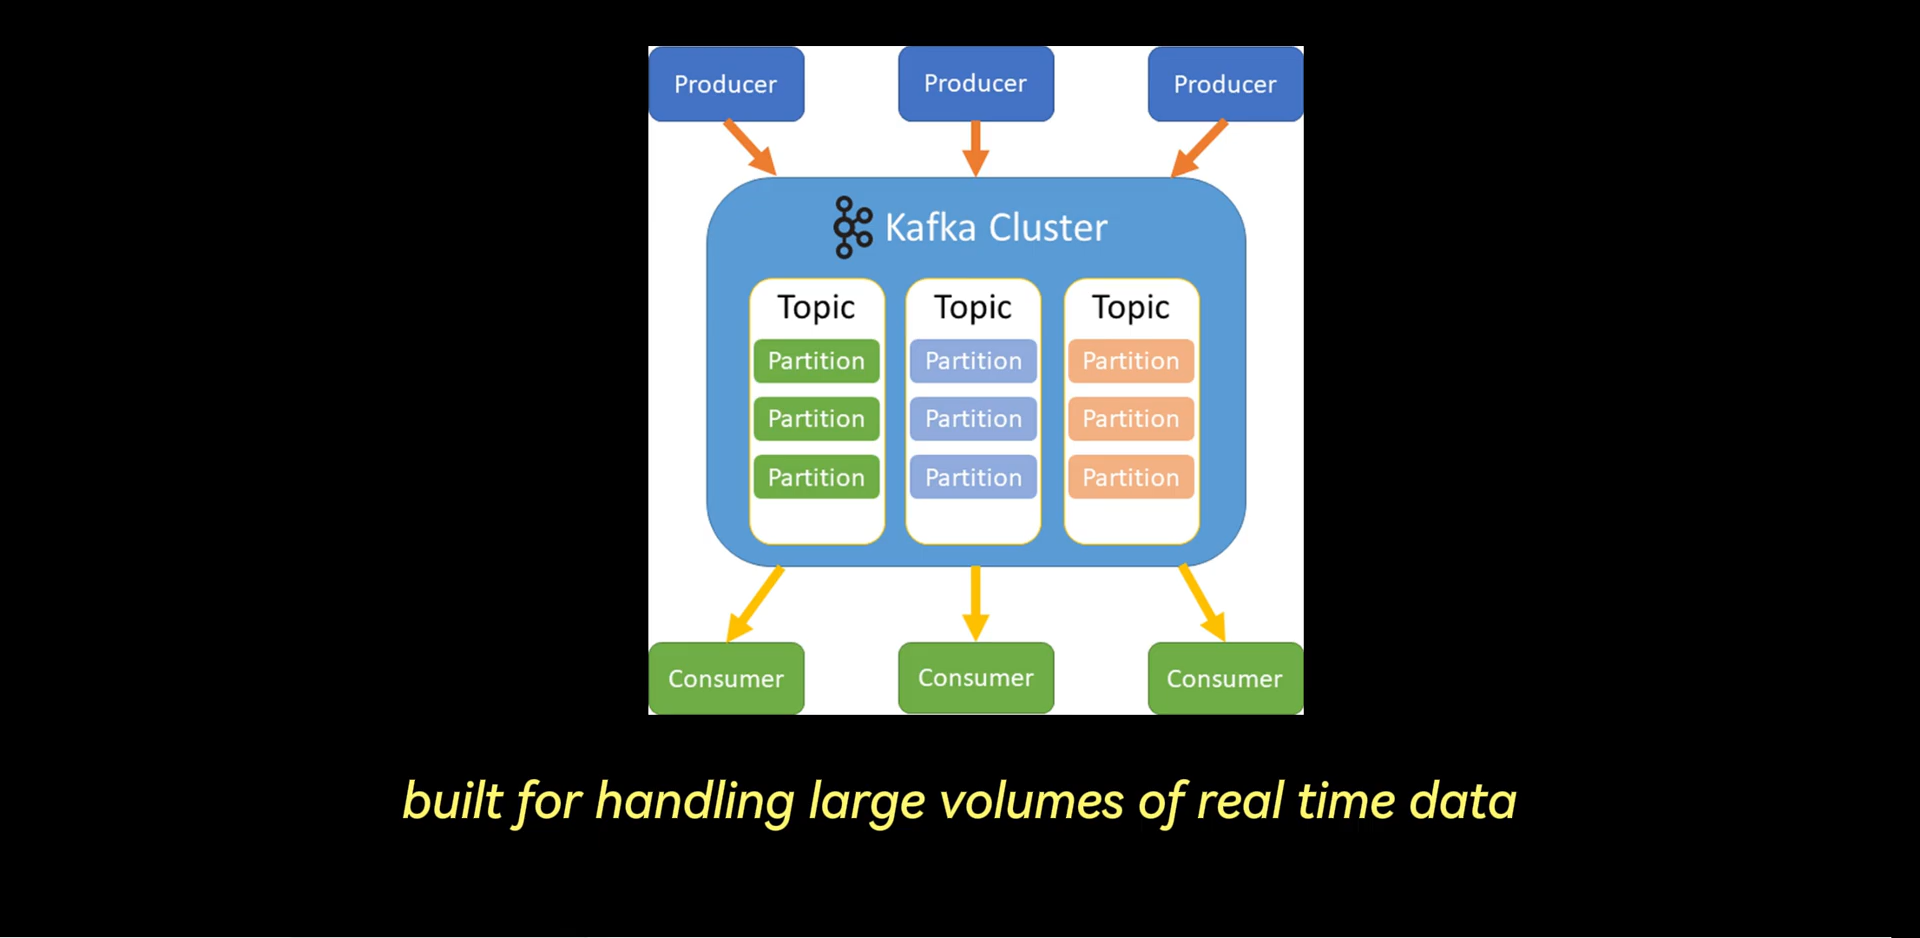 Producer Producer Producer
Kafka Cluster
Topic Topic Topic
Partition Partition Partition
Partition Partition Partition
Partition Partition Partition
Consumer Consumer Consumer
built for handling large volumes of real time data